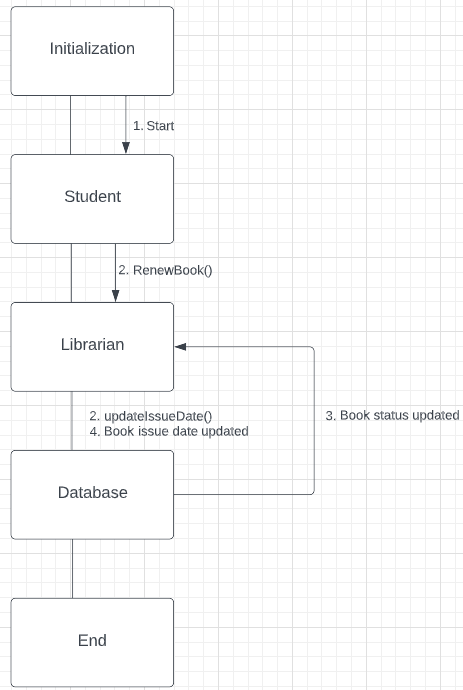 Initialization
1. Start
Student
2. RenewBook()
Librarian
2. updateIssueDate()
4. Book issue date updated
3. Book status updated
Database
End